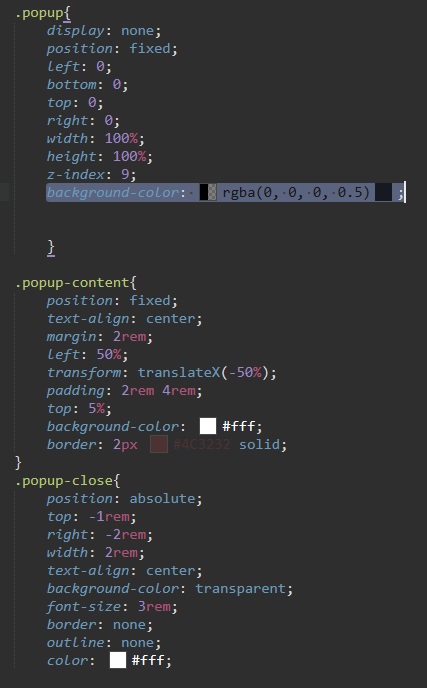 .popup{
display: none;
position: fixed;
left: 0;
bottom: 0;
top: 0;
right: 0;
width: 100%;
height: 100%;
z-index: 9;
background-color: rgba(0, 0, 0, 0.5) ;
}
.popup-content{
position: fixed;
text-align: center;
margin: 2rem;
left: 50%;
transform: translateX(-50%);
padding: 2rem 4rem;
top: 5%;
background-color: #fff;
border: 2px #4C3232 solid;
}
.popup-close{
position: absolute;
top: -1rem;
right: -2rem;
width: 2rem;
text-align: center;
background-color: transparent;
font-size: 3rem;
border: none;
outline: none;
color: #fff;